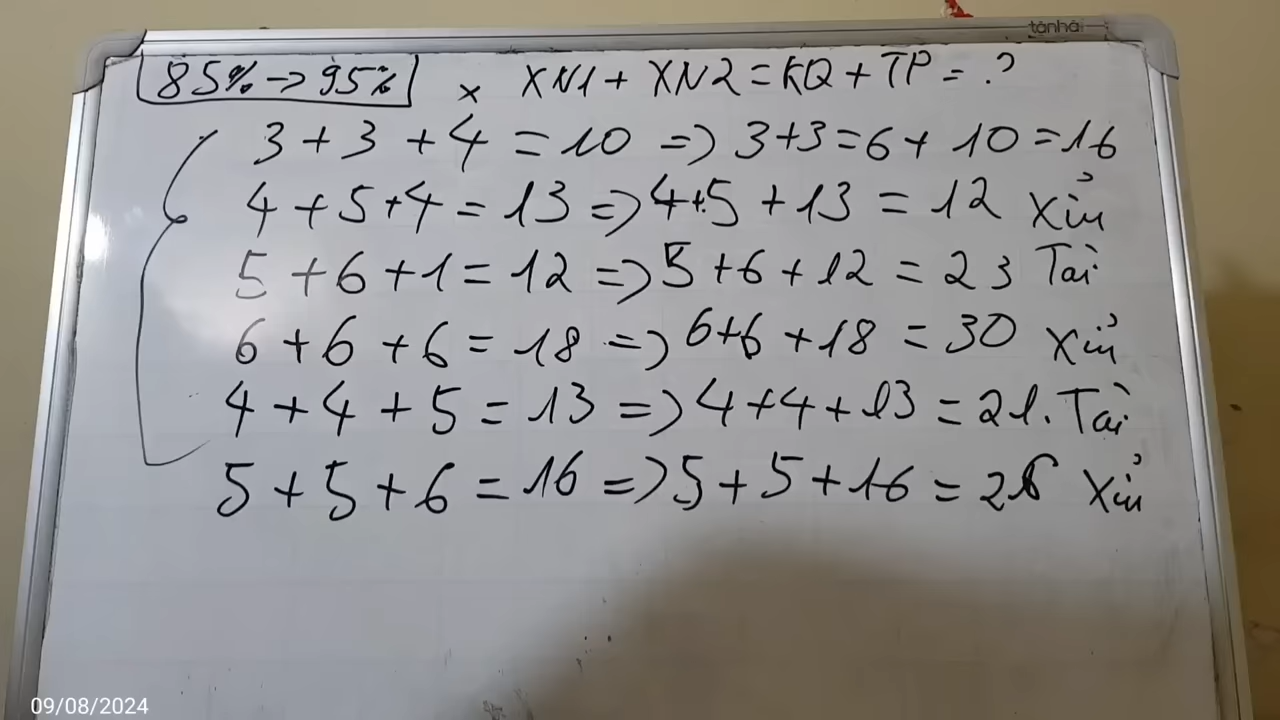 tânhà
85% -> 95% x XN1 + XN2 = KQ + TP = ?
3 + 3 + 4 = 10 => 3+3 = 6 + 10 = 16
4 + 5 + 4 = 13 => 4+5 + 13 = 12 Xỉu
5 + 6 + 1 = 12 => 5 + 6 + 12 = 23 Tài
6 + 6 + 6 = 18 => 6+6 + 18 = 30 Xỉu
4 + 4 + 5 = 13 => 4 + 4 + 13 = 21. Tài
5 + 5 + 6 = 16 => 5 + 5 + 16 = 26 Xỉu
09/08/2024